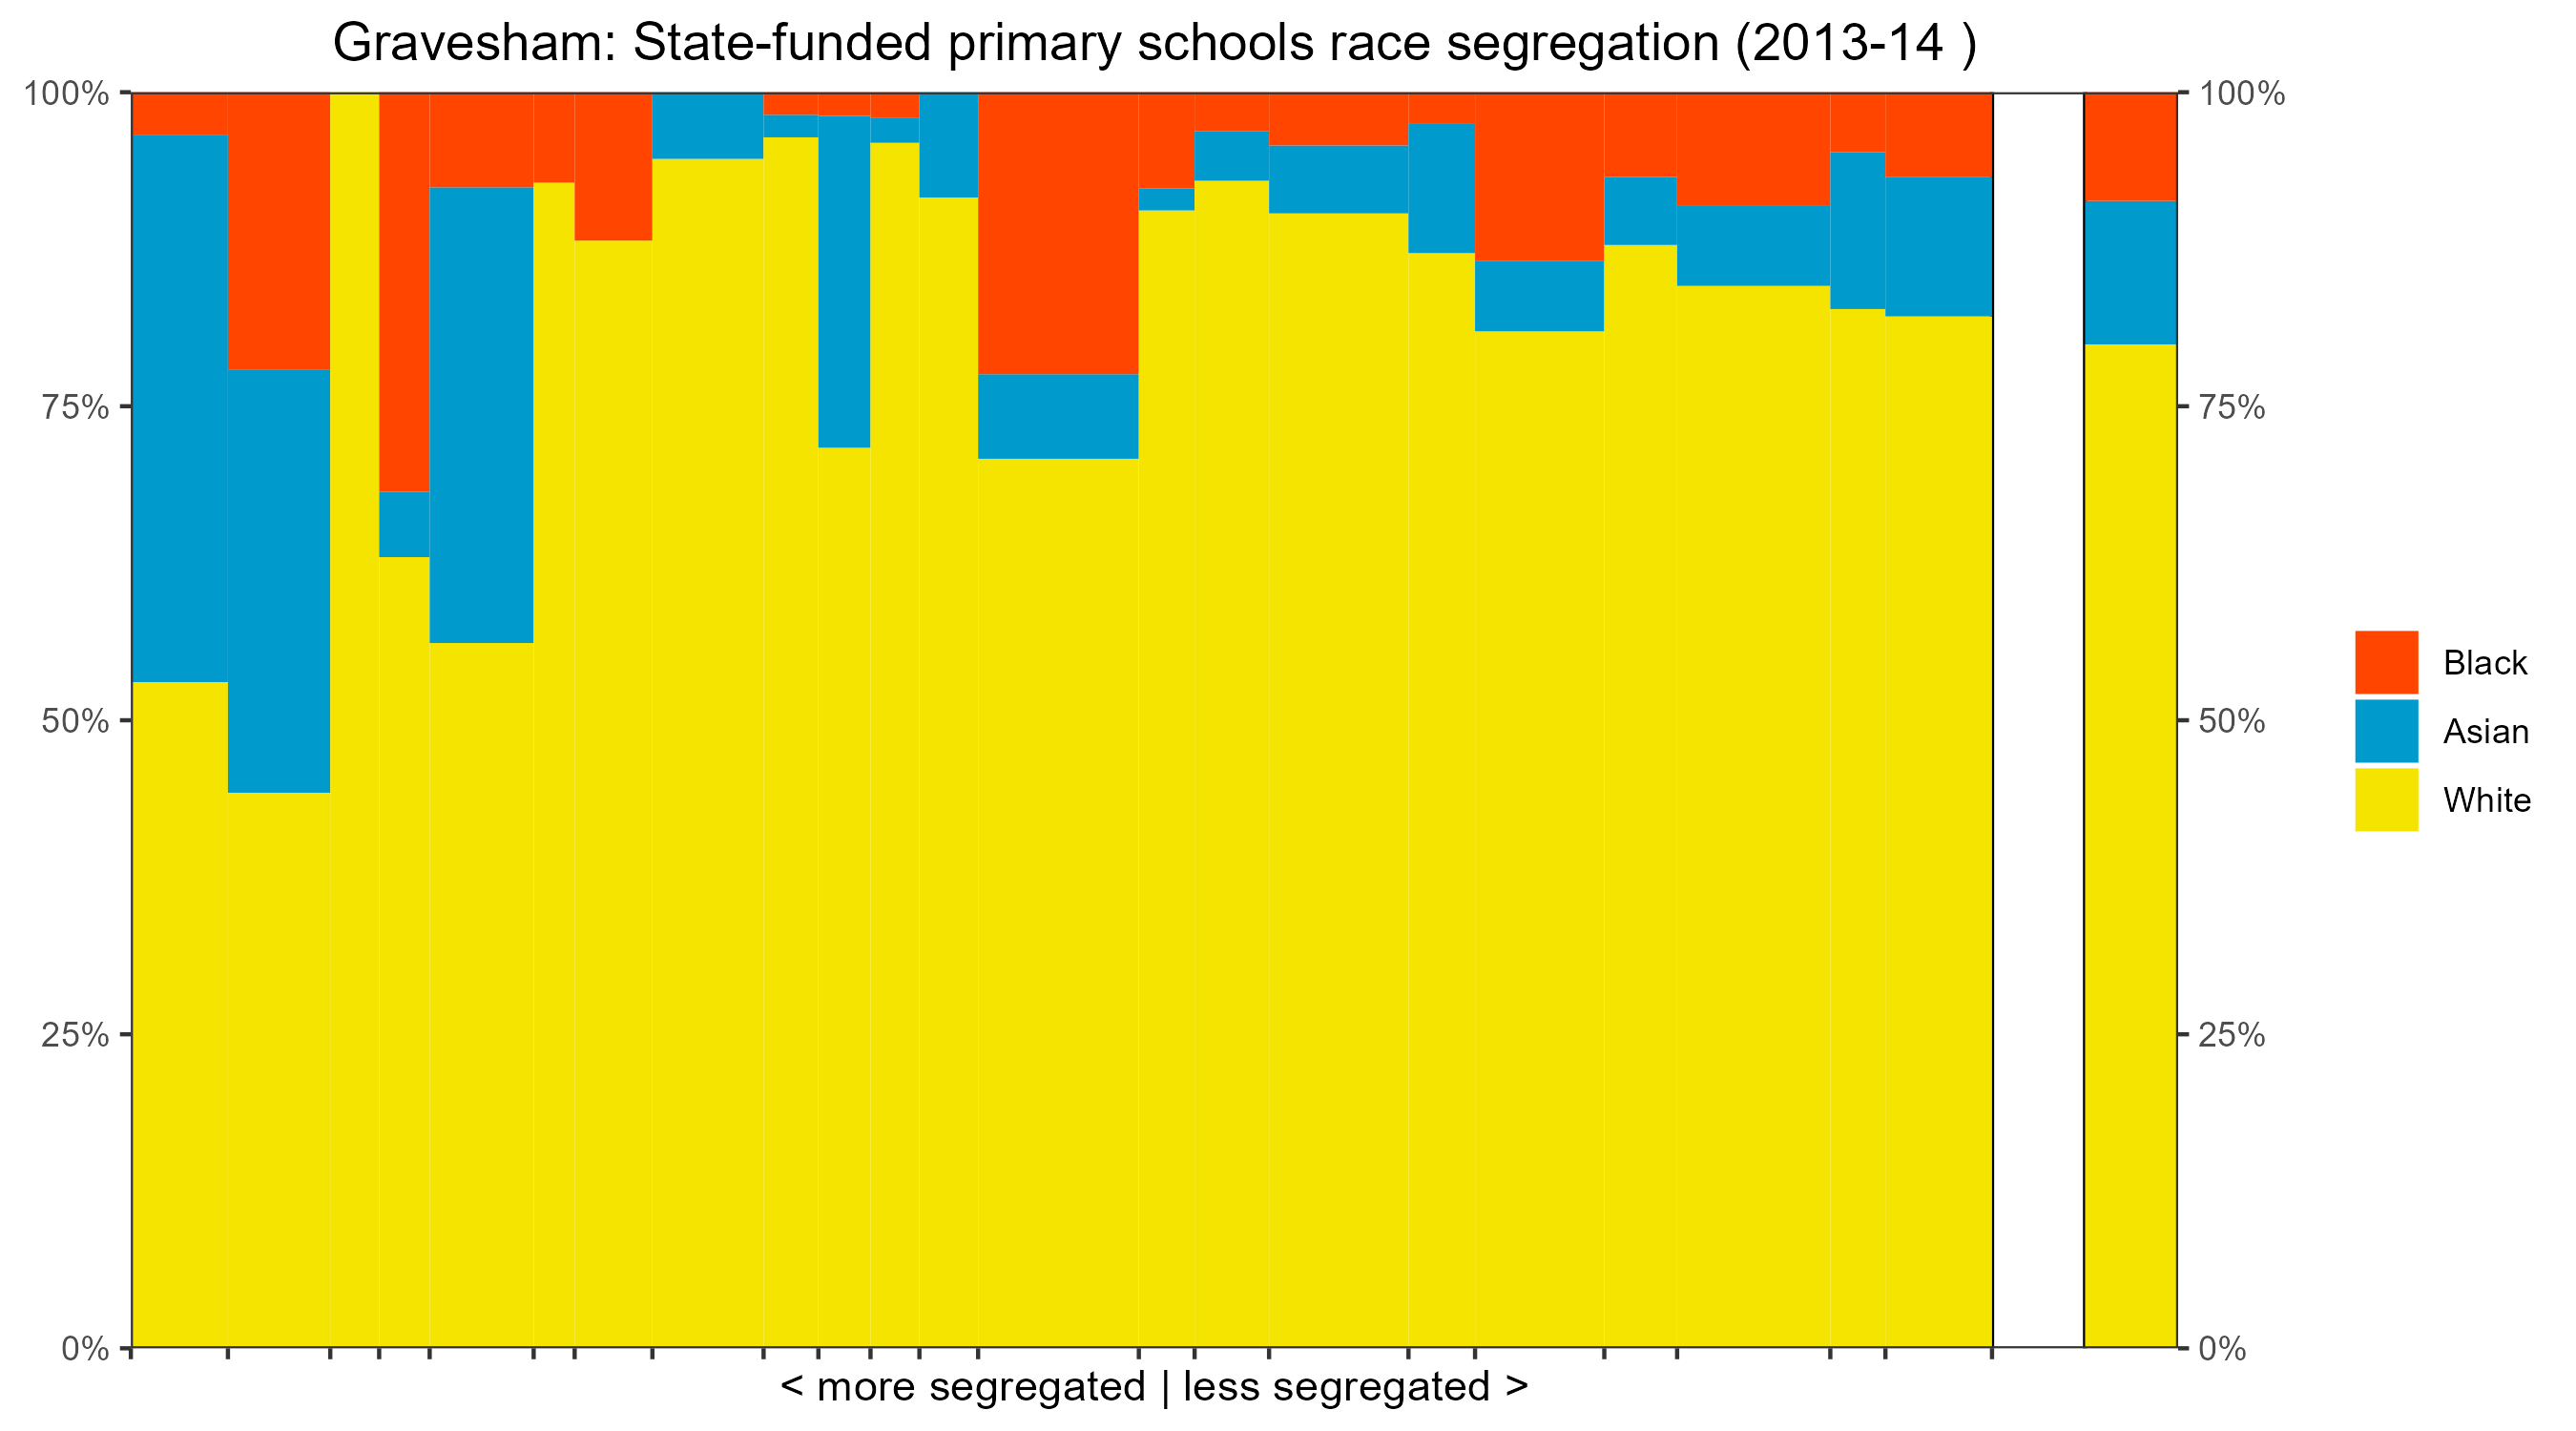 Gravesham: State-funded primary schools race segregation (2013-14 )
100%
75%
50%
25%
0%
100%
75%
50%
25%
0%
Black
Asian
White
< more segregated | less segregated >